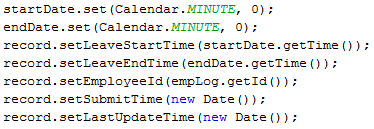 startDate.set(Calendar.MINUTE, 0);
endDate.set(Calendar.MINUTE, 0);
record.setLeaveStartTime(startDate.getTime());
record.setLeaveEndTime(endDate.getTime());
record.setEmployeeId(empLog.getId());
record.setSubmitTime(new Date());
record.setLastUpdateTime(new Date());